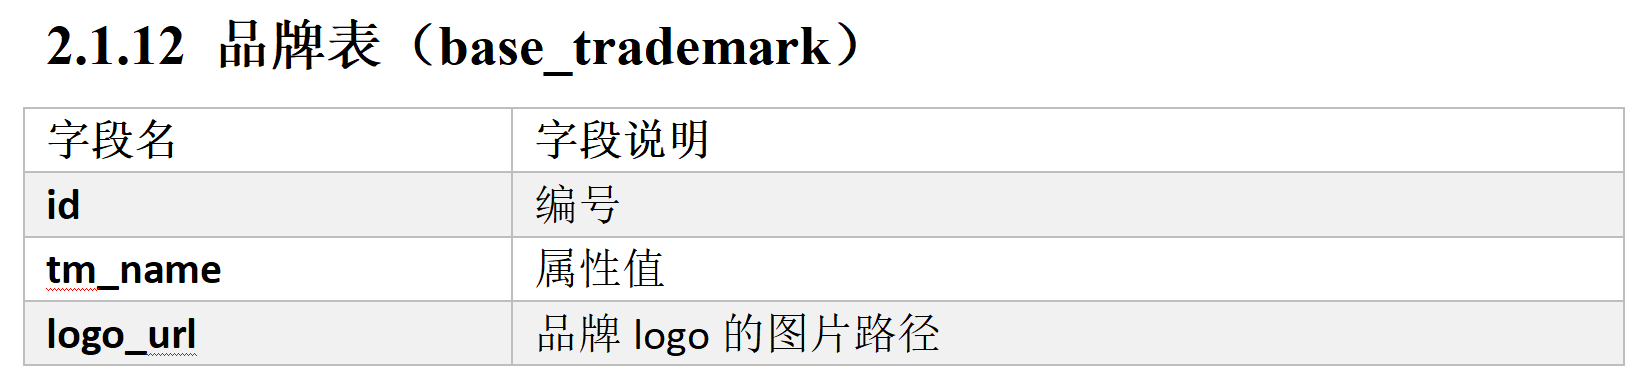 2.1.12 品牌表（base_trademark）
字段名 字段说明
id 编号
tm_name 属性值
logo_url 品牌 logo 的图片路径